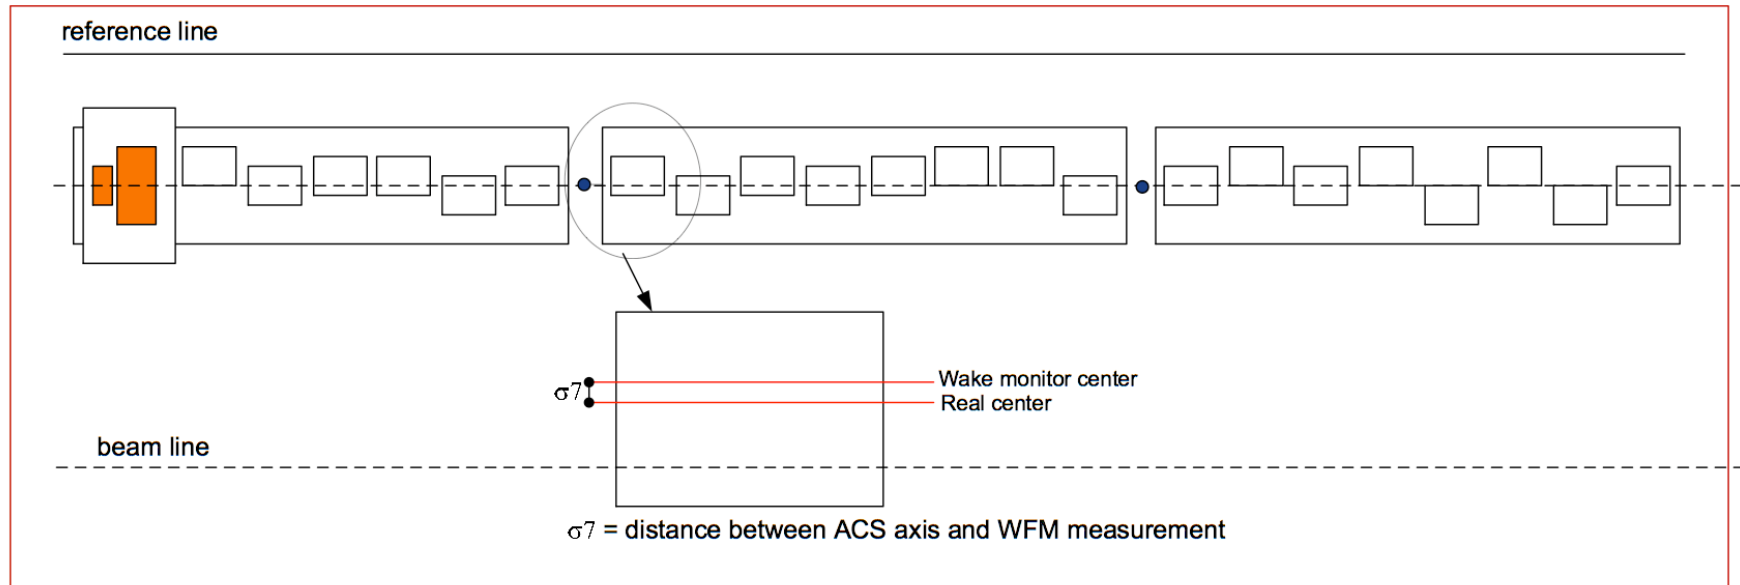 reference line
σ7
Wake monitor center
Real center
beam line
σ7 = distance between ACS axis and WFM measurement